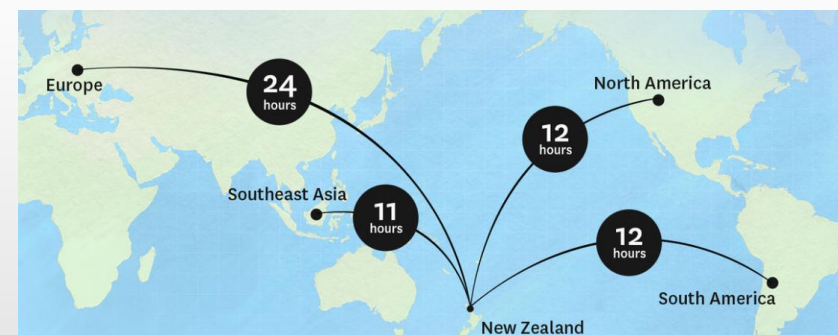 Europe
24
hours
North America
12
hours
Southeast Asia
11
hours
12
hours
South America
New Zealand